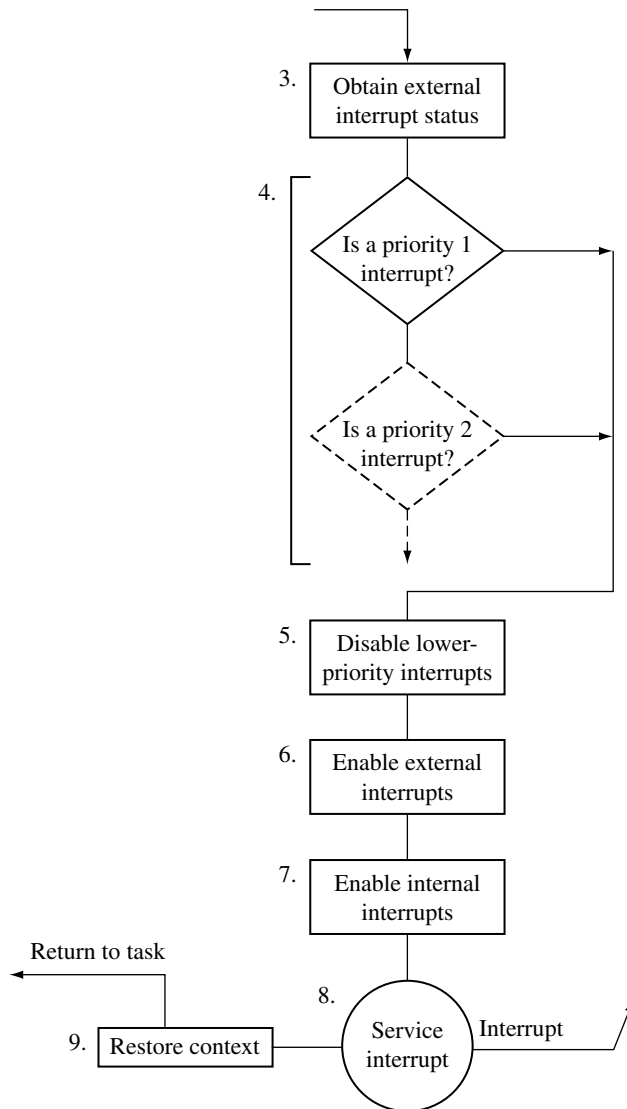 3.
Obtain external
interrupt status
4.
Is a priority 1
interrupt?
Is a priority 2
interrupt?
5.
Disable lower-
priority interrupts
6.
Enable external
interrupts
7.
Enable internal
interrupts
Return to task
8.
Service
interrupt
Interrupt
9.
Restore context